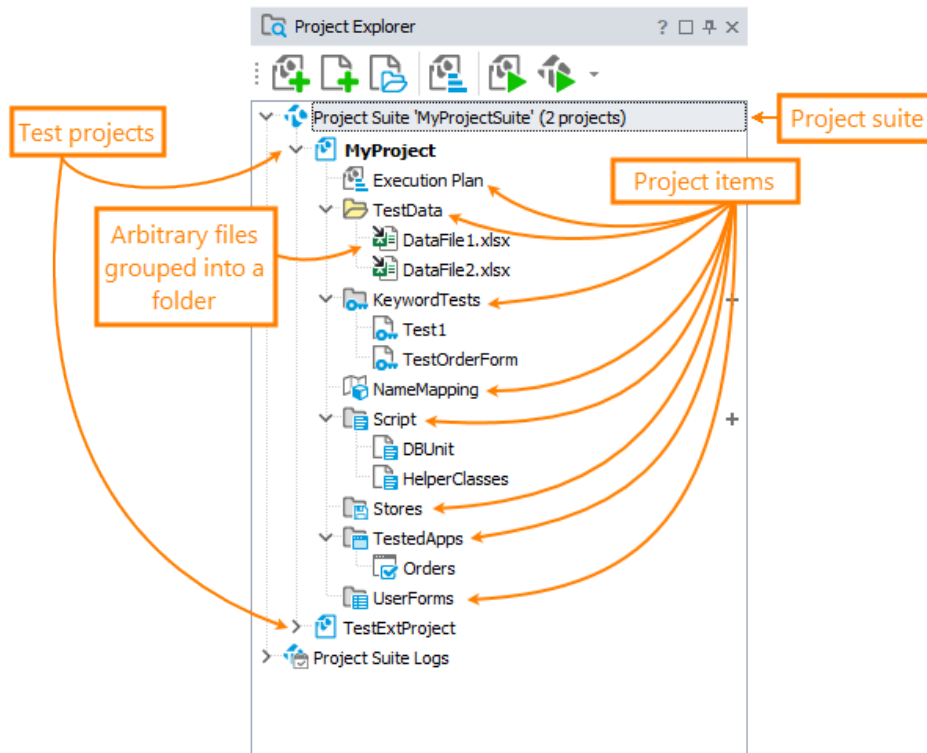 Project Explorer
?
Project Suite 'MyProjectSuite' (2 projects)
Project suite
Test projects
MyProject
Execution Plan
Project items
TestData
Arbitrary files
grouped into a
folder
DataFile1.xlsx
DataFile2.xlsx
KeywordTests
Test1
TestOrderForm
NameMapping
Script
DBUnit
HelperClasses
Stores
TestedApps
Orders
UserForms
TestExtProject
Project Suite Logs